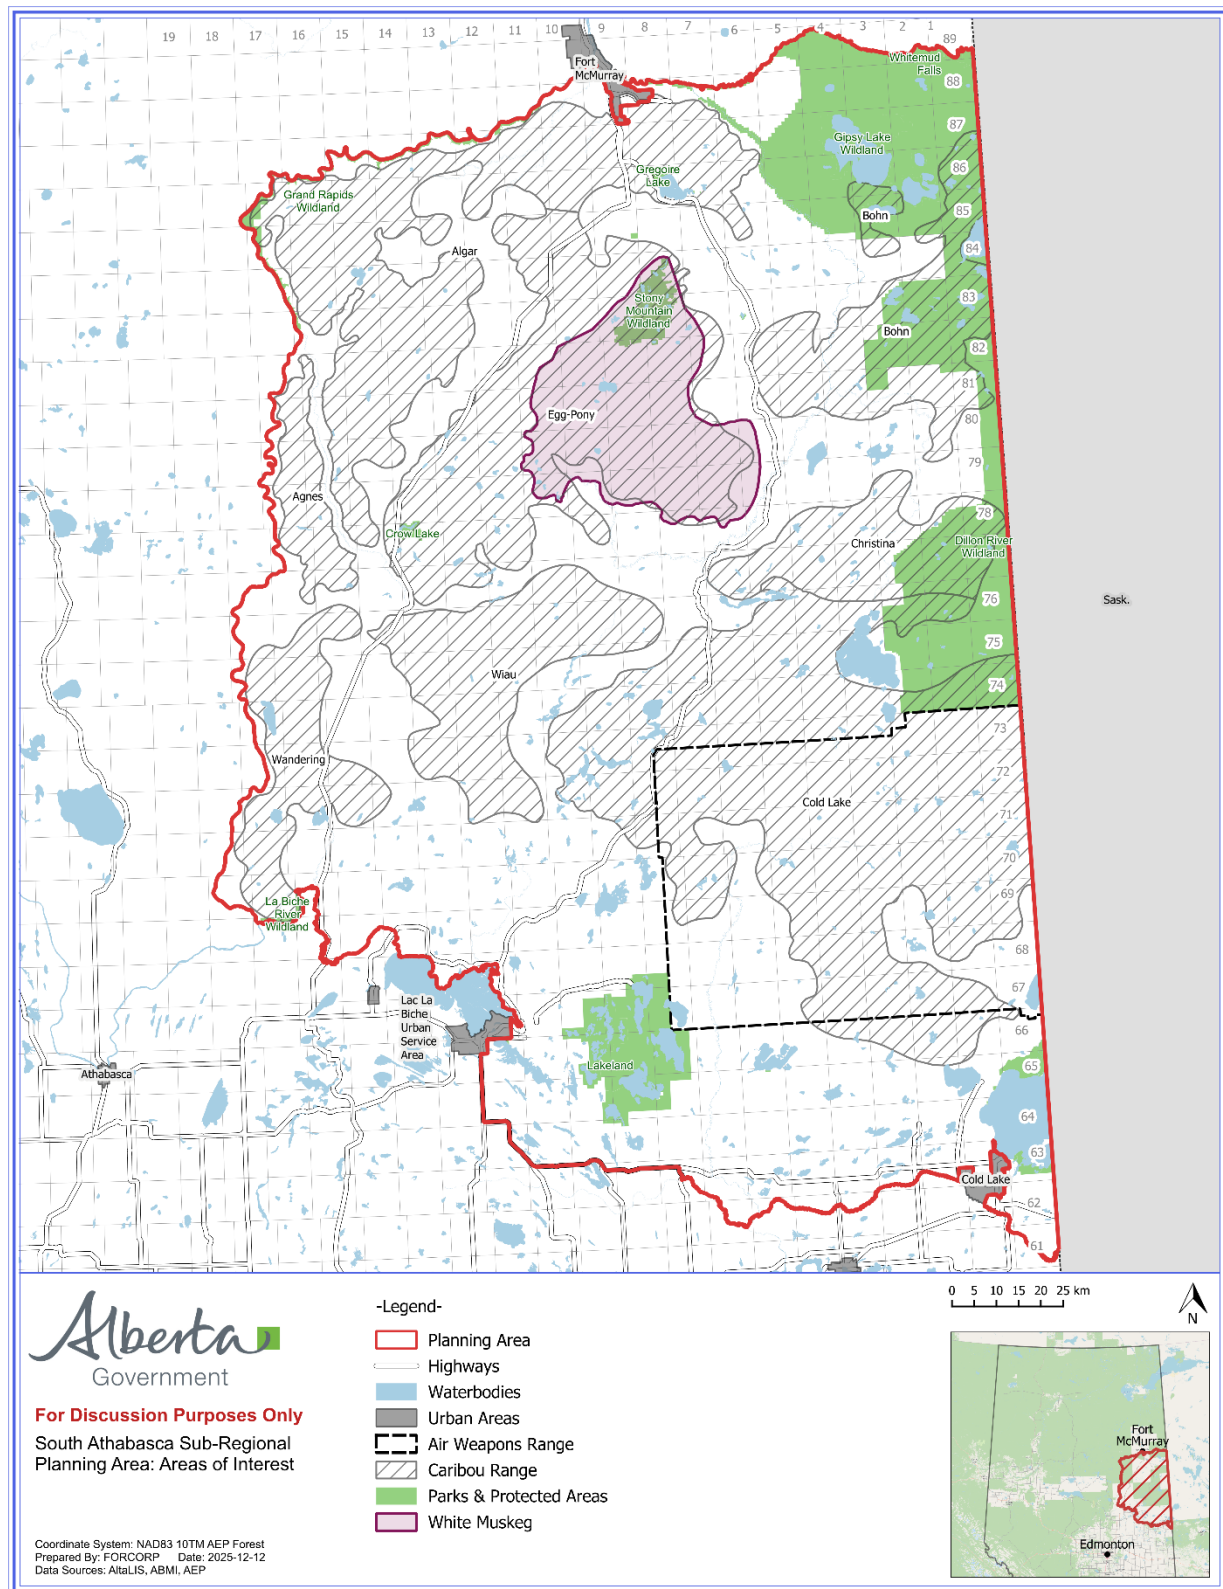 19 18 17 16 15 14 13 12 11 10 9 8 7 6 5 4 3 2 1
89
Fort
McMurray
Whitemud
Falls
88
87
Gipsy Lake
Wildland
86
Gregoire
Lake
Grand Rapids
Wildland
85
Bohn
84
Algar
83
Stony
Mountain
Wildland
Bohn
82
81
80
Egg-Pony
79
Agnes
78
Crow Lake
Christina
Dillon River
Wildland
76
Sask.
75
Wiau
74
73
Wandering
72
Cold Lake
71
70
69
La Biche
River
Wildland
68
67
Lac La
Biche
Urban
Service
Area
66
Lakeland
65
Athabasca
64
63
Cold Lake
62
61
Alberta
Government
For Discussion Purposes Only
South Athabasca Sub-Regional
Planning Area: Areas of Interest
Coordinate System: NAD83 10TM AEP Forest
Prepared By: FORCORP Date: 2025-12-12
Data Sources: AltaLIS, ABMI, AEP
-Legend-
Planning Area
Highways
Waterbodies
Urban Areas
Air Weapons Range
Caribou Range
Parks & Protected Areas
White Muskeg
0 5 10 15 20 25 km
N
Fort
McMurray
Edmonton